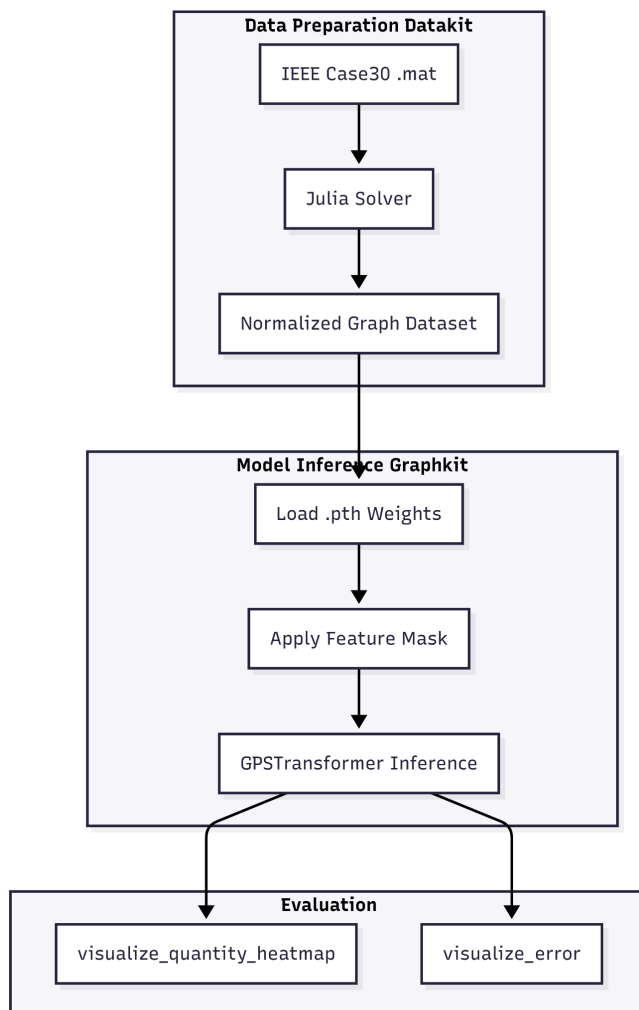 Data Preparation Datakit
IEEE Case30 .mat
Julia Solver
Normalized Graph Dataset
Model Inference Graphkit
Load .pth Weights
Apply Feature Mask
GPSTransformer Inference
Evaluation
visualize_quantity_heatmap
visualize_error